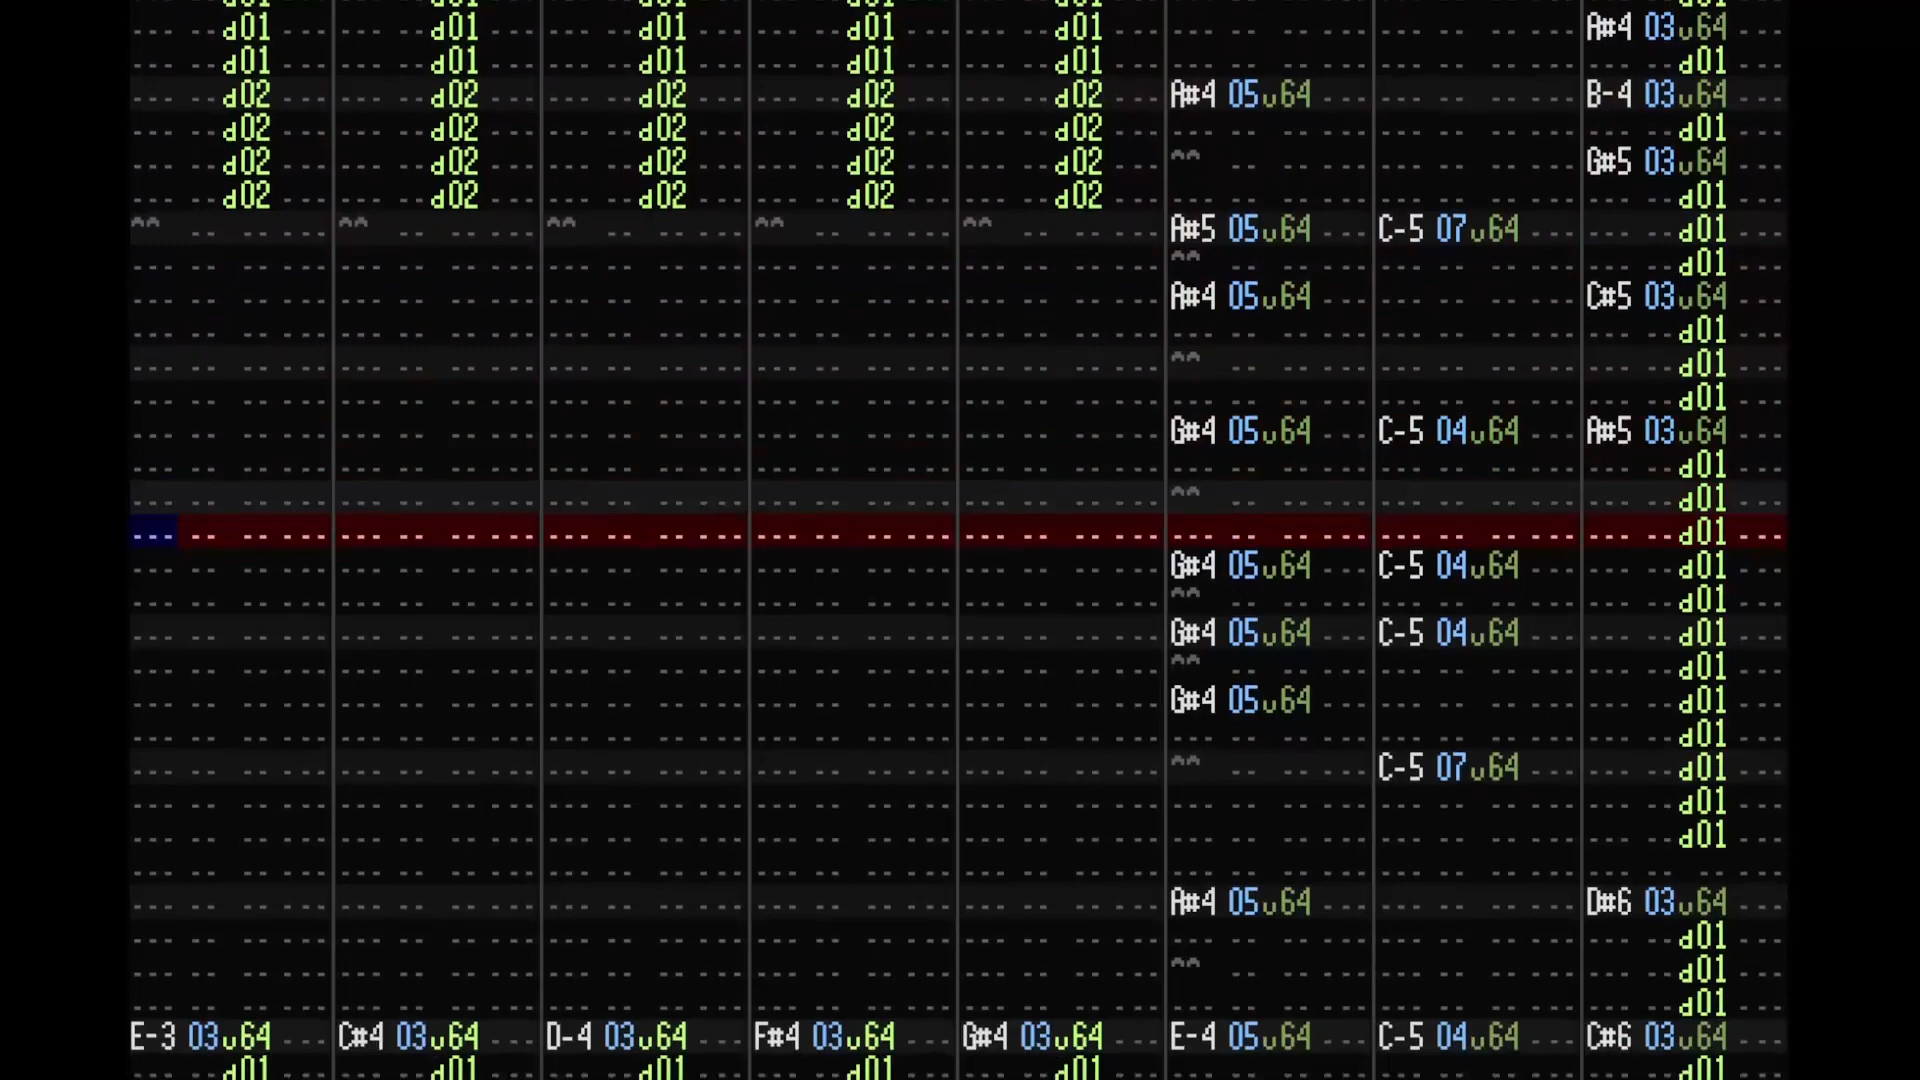 d01 d01 d01 d01 d01 A#4 03v64
d01 d01 d01 d01 d01 d01
d02 d02 d02 d02 d02 A#4 05v64 B-4 03v64
d02 d02 d02 d02 d02 d01
d02 d02 d02 d02 d02 ^^ G#5 03v64
d02 d02 d02 d02 d02 d01
^^ ^^ ^^ ^^ ^^ A#5 05v64 C-5 07v64 d01
^^ d01
A#4 05v64 C#5 03v64
d01
^^ d01
d01
G#4 05v64 C-5 04v64 A#5 03v64
d01
^^ d01
d01
G#4 05v64 C-5 04v64 d01
^^ d01
G#4 05v64 C-5 04v64 d01
^^ d01
G#4 05v64 d01
d01
^^ C-5 07v64 d01
d01
d01
A#4 05v64 D#6 03v64
d01
^^ d01
d01
E-3 03v64 C#4 03v64 D-4 03v64 F#4 03v64 G#4 03v64 E-4 05v64 C-5 04v64 C#6 03v64
d01 d01 d01 d01 d01 d01